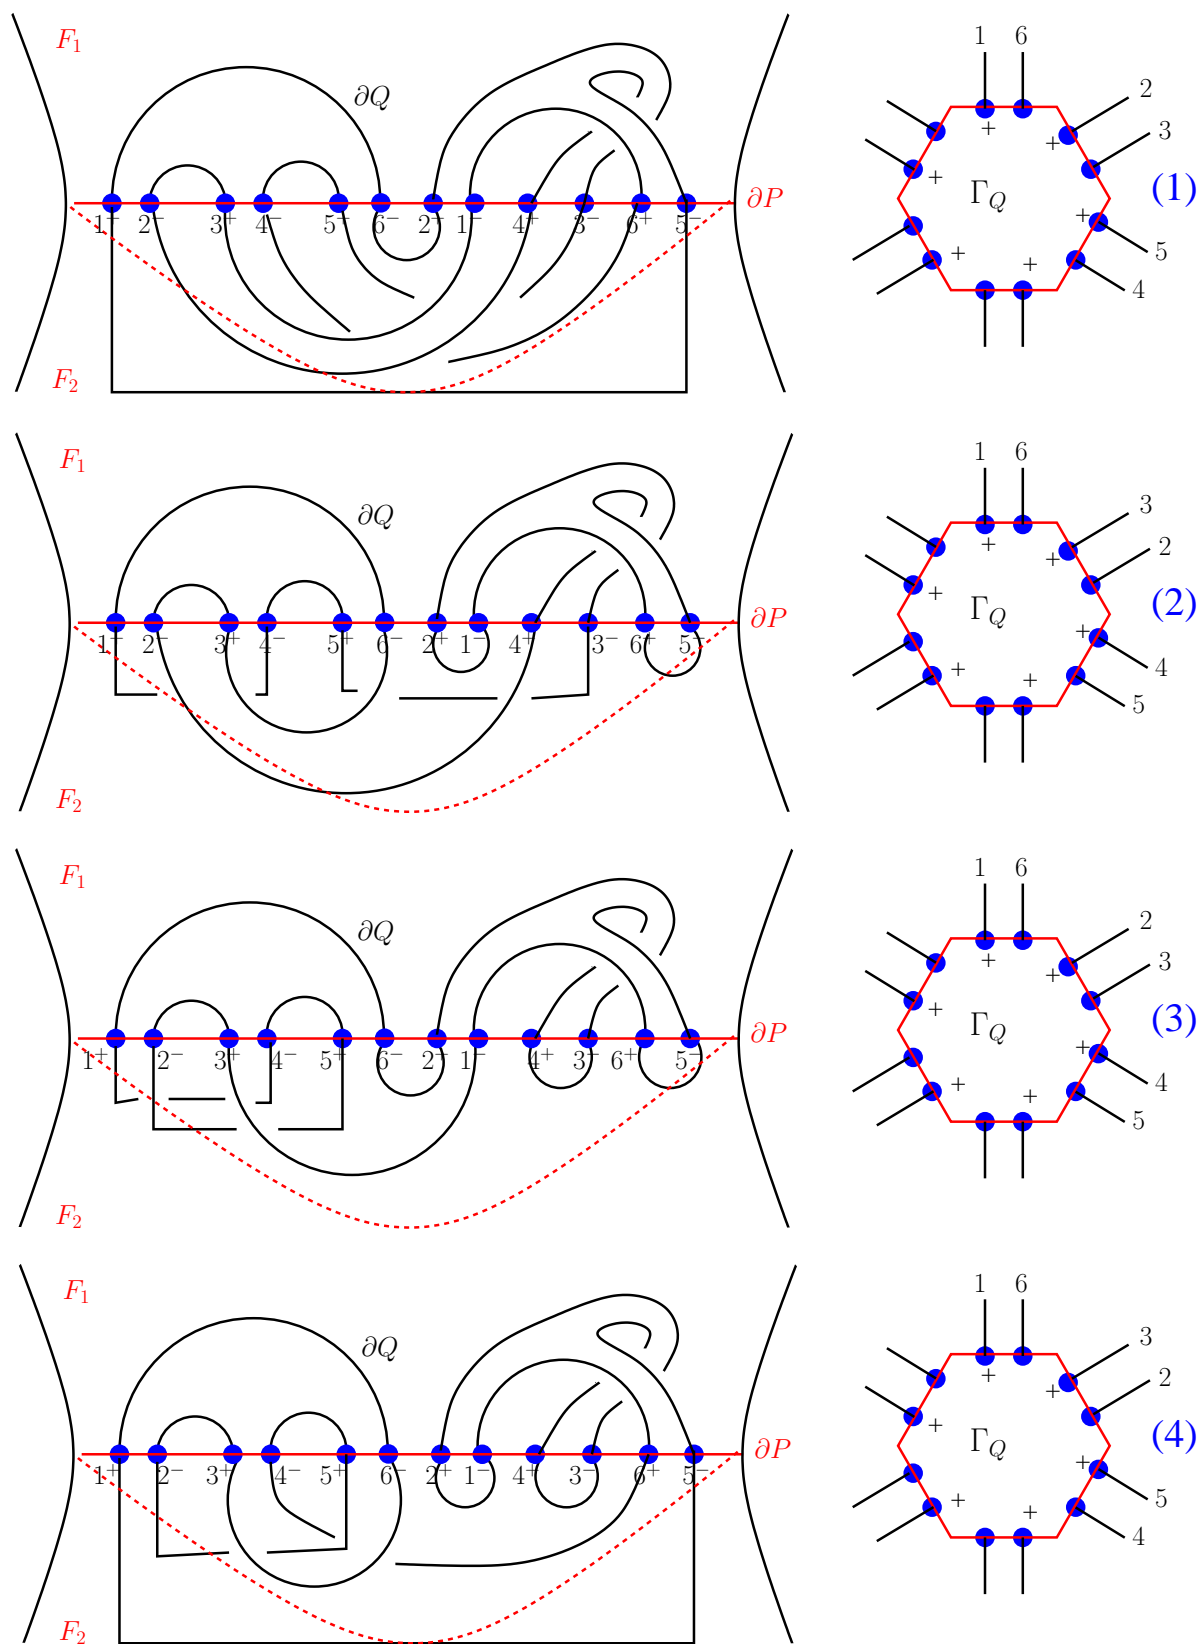 F₁
∂Q
∂P
1⁻ 2⁻ 3⁺ 4⁻ 5⁺ 6⁻ 2⁺ 1⁻ 4⁺ 3⁻ 6⁺ 5⁻
F₂
1 6
2
3
5
4
+ + + + + +
Γ_Q
(1)
F₁
∂Q
∂P
1⁻ 2⁻ 3⁺ 4⁻ 5⁺ 6⁻ 2⁺ 1⁻ 4⁺ 3⁻ 6⁺ 5⁻
F₂
1 6
3
2
4
5
+ + + + + +
Γ_Q
(2)
F₁
∂Q
∂P
1⁺ 2⁻ 3⁺ 4⁻ 5⁺ 6⁻ 2⁺ 1⁻ 4⁺ 3⁻ 6⁺ 5⁻
F₂
1 6
2
3
4
5
+ + + + + +
Γ_Q
(3)
F₁
∂Q
∂P
1⁺ 2⁻ 3⁺ 4⁻ 5⁺ 6⁻ 2⁺ 1⁻ 4⁺ 3⁻ 6⁺ 5⁻
F₂
1 6
3
2
5
4
+ + + + + +
Γ_Q
(4)